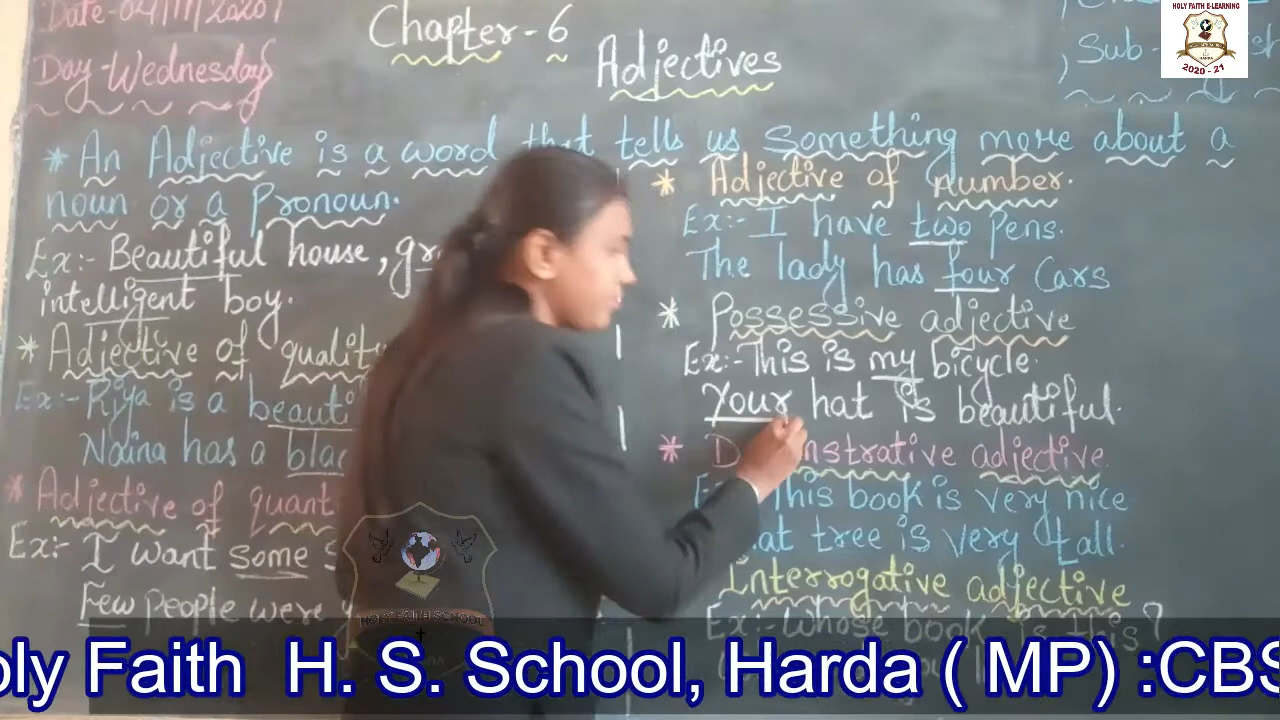 Date-04/11/2020
Day-Wednesday
Chapter-6
Adjectives
Sub-
HOLY FAITH E-LEARNING
HARDA
2020 - 21
* An Adjective is a word that tells us something more about a
noun or a Pronoun.
Ex:- Beautiful house,
intelligent boy.
* Adjective of quality
Ex:- Riya is a
Naina has a
* Adjective of
Ex:- I want some
Few people were
* Adjective of number.
Ex:- I have two pens.
The lady has four cars
* Possessive adjective
Ex:- This is my bicycle.
Your hat is beautiful.
* adjective.
This book is very nice
tree is very tall.
Interrogative adjective
Ex:- Whose book is this?
HOLY FAITH SCHOOL
Faith H. S. School, Harda ( MP) :